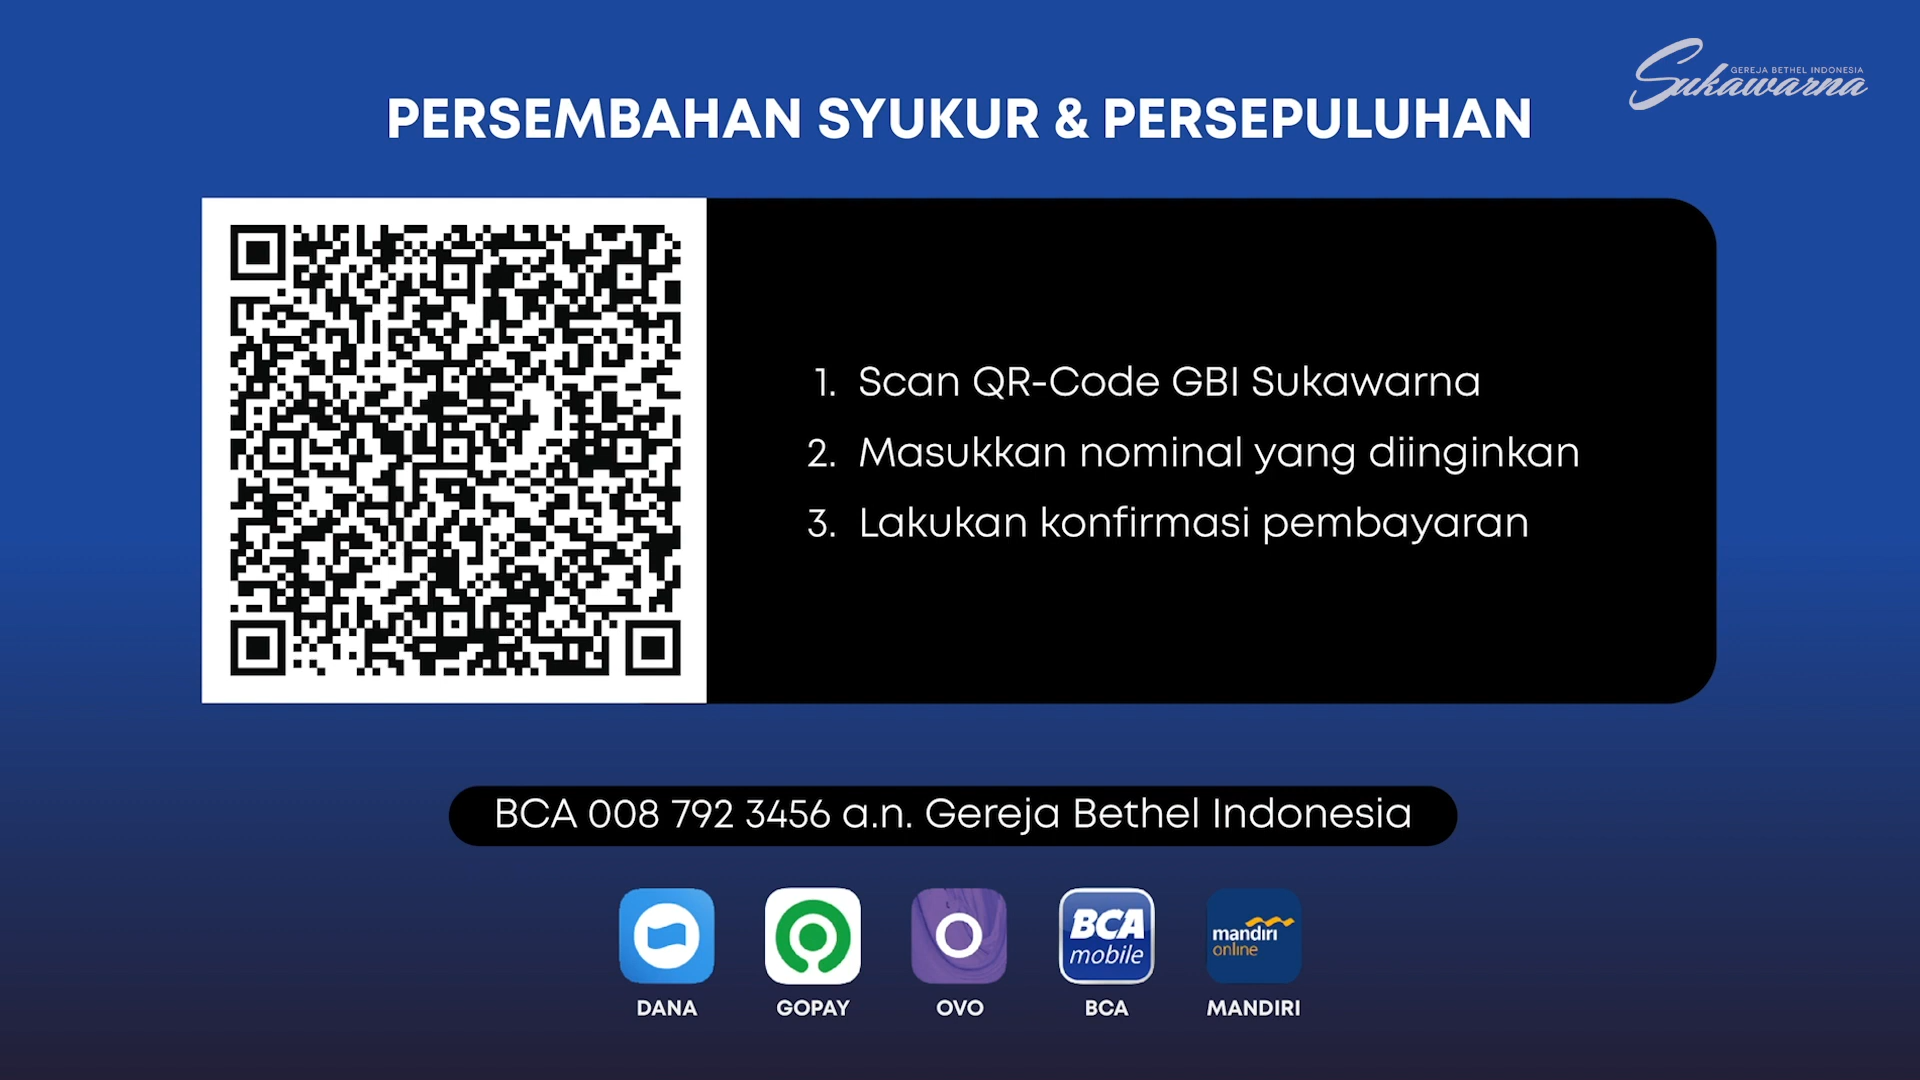 GEREJA BETHEL INDONESIA
Sukawarna
PERSEMBAHAN SYUKUR & PERSEPULUHAN
1. Scan QR-Code GBI Sukawarna
2. Masukkan nominal yang diinginkan
3. Lakukan konfirmasi pembayaran
BCA 008 792 3456 a.n. Gereja Bethel Indonesia
BCA
mobile
mandiri
online
DANA GOPAY OVO BCA MANDIRI